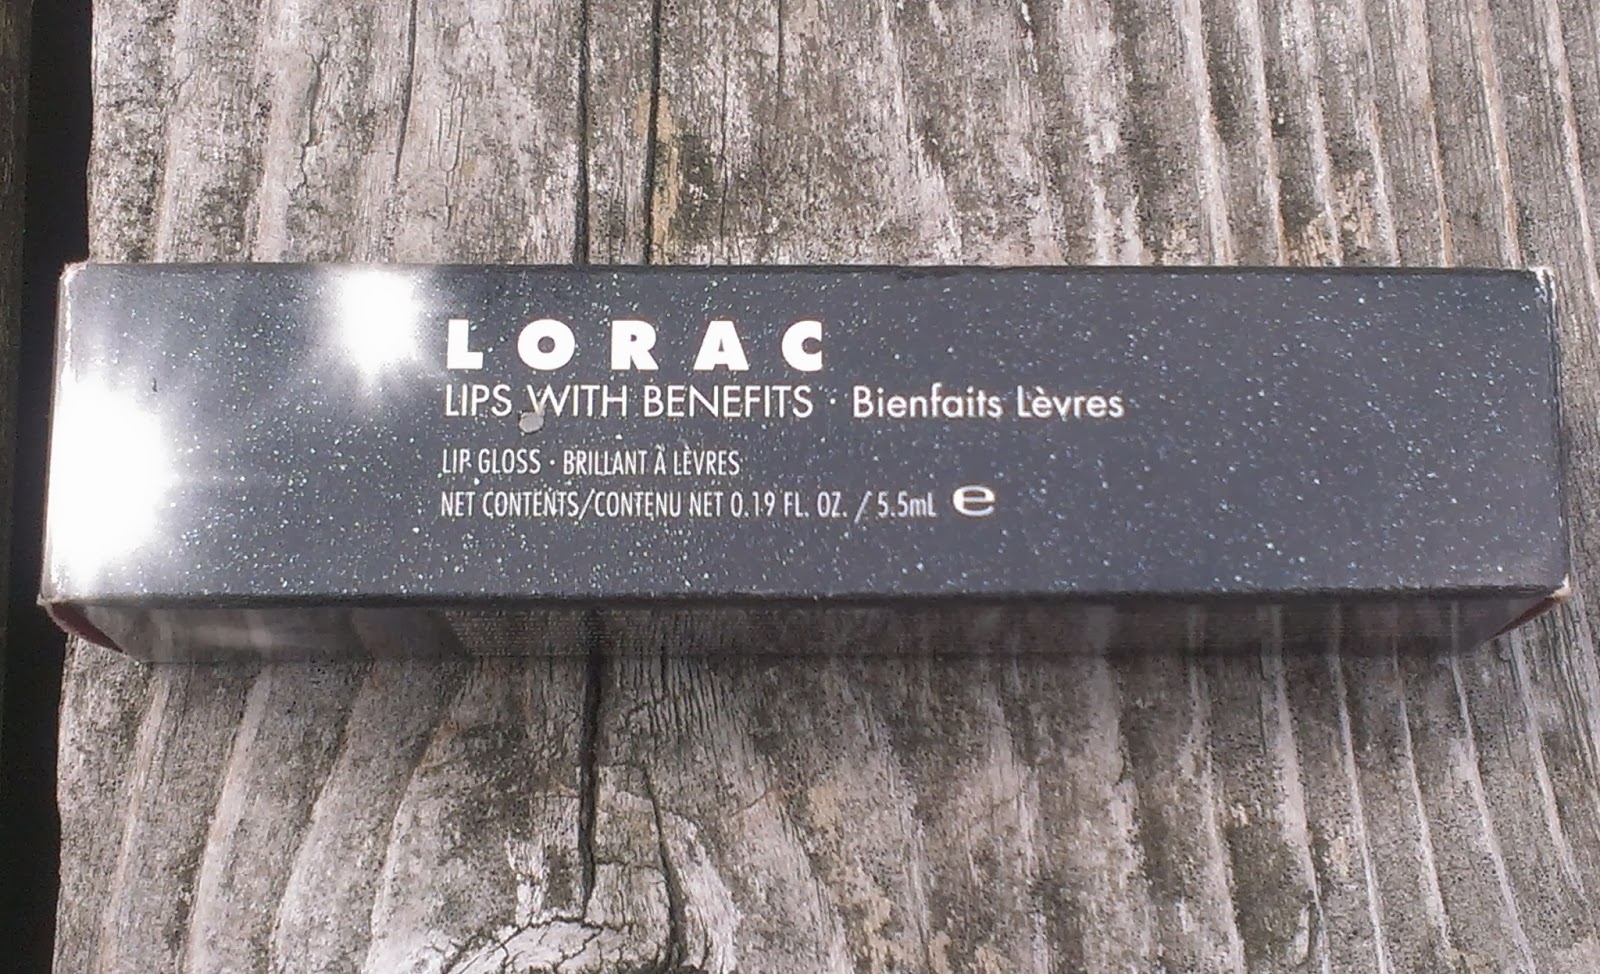 LORAC
LIPS WITH BENEFITS · Bienfaits Lèvres
LIP GLOSS · BRILLANT À LÈVRES
NET CONTENTS/CONTENU NET 0.19 FL. OZ. / 5.5mL e